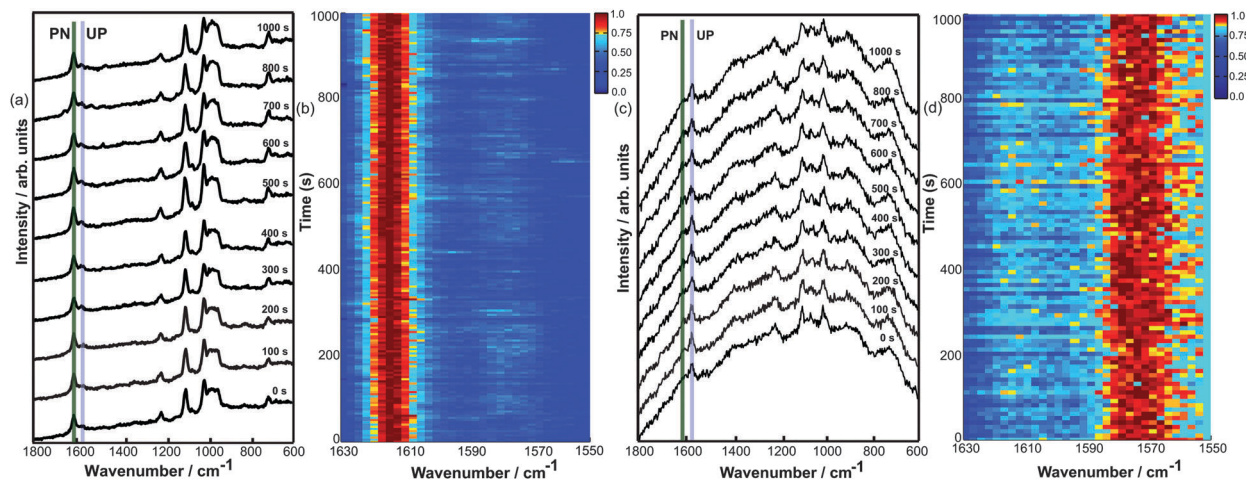 (a)
PN UP
1000 s
800 s
700 s
600 s
500 s
400 s
300 s
200 s
100 s
0 s
Intensity / arb. units
1800 1600 1400 1200 1000 800 600
Wavenumber / cm-1
(b)
1000
800
600
400
200
0
Time (s)
1630 1610 1570 1550
Wavenumber / cm-1
1.0
0.75
0.50
0.25
0.0
(c)
PN UP
1000 s
800 s
700 s
600 s
500 s
400 s
300 s
200 s
100 s
0 s
Intensity / arb. units
1800 1600 1400 1200 1000 800 600
Wavenumber / cm-1
(d)
1000
800
600
400
200
0
Time (s)
1630 1610 1590 1570 1550
Wavenumber / cm-1
1.0
0.75
0.50
0.25
0.0